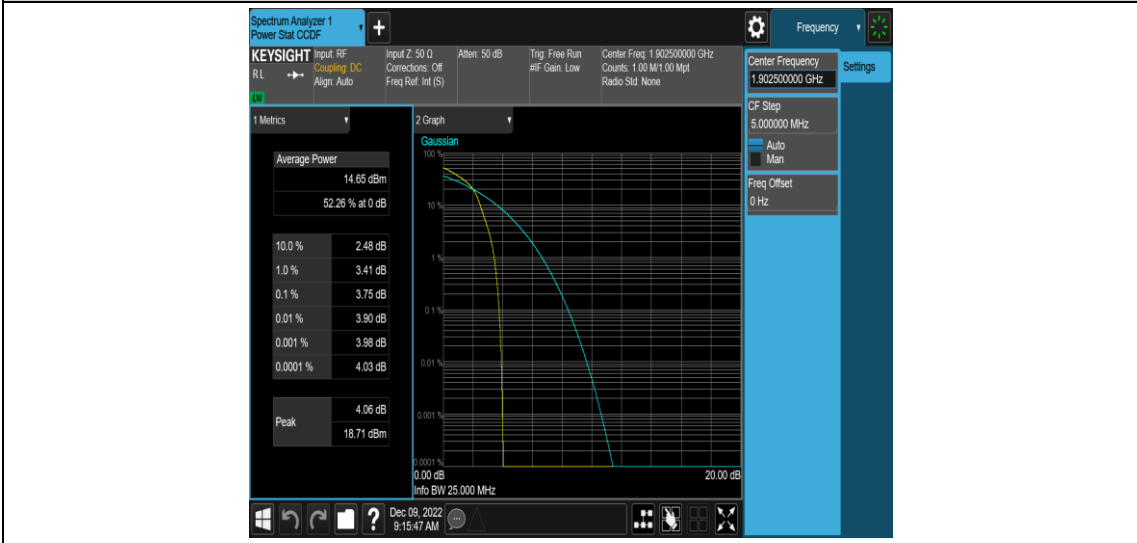 Spectrum Analyzer 1
Power Stat CCDF
+
Frequency
KEYSIGHT
RL
LM
Input: RF
Coupling: DC
Align: Auto
Input Z: 50 Ω
Corrections: Off
Freq Ref: Int (S)
Atten: 50 dB
Trig: Free Run
#IF Gain: Low
Center Freq: 1.902500000 GHz
Counts: 1.00 M/1.00 Mpt
Radio Std: None
Center Frequency
1.902500000 GHz
Settings
CF Step
5.000000 MHz
Auto
Man
Freq Offset
0 Hz
1 Metrics
Average Power
14.65 dBm
52.26 % at 0 dB
10.0 % 2.48 dB
1.0 % 3.41 dB
0.1 % 3.75 dB
0.01 % 3.90 dB
0.001 % 3.98 dB
0.0001 % 4.03 dB
Peak
4.06 dB
18.71 dBm
2 Graph
Gaussian
100 %
10 %
1 %
0.1 %
0.01 %
0.001 %
0.0001 %
0.00 dB 20.00 dB
Info BW 25.000 MHz
?
Dec 09, 2022
9:15:47 AM